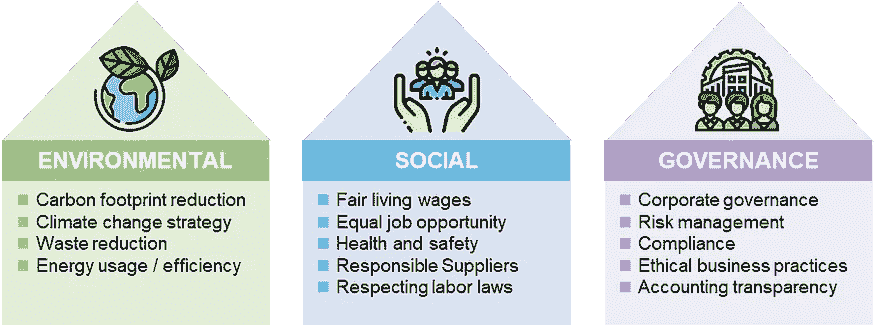 ENVIRONMENTAL
Carbon footprint reduction
Climate change strategy
Waste reduction
Energy usage / efficiency
SOCIAL
Fair living wages
Equal job opportunity
Health and safety
Responsible Suppliers
Respecting labor laws
GOVERNANCE
Corporate governance
Risk management
Compliance
Ethical business practices
Accounting transparency